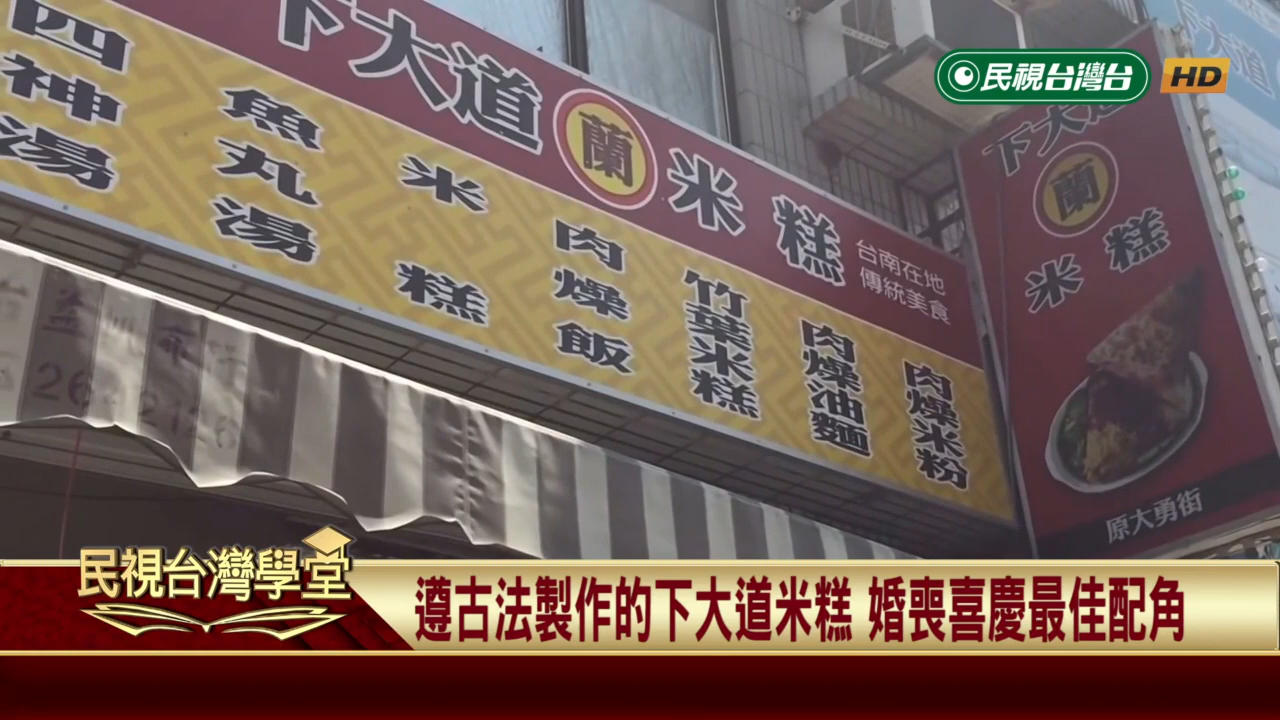 民視台灣台 HD
下大道 蘭 米糕
台南在地
傳統美食
四神湯
魚丸湯
米糕
肉燥飯
竹葉米糕
肉燥油麵
肉燥米粉
下大道
蘭
米糕
原大勇街
下大道
民視台灣學堂
遵古法製作的下大道米糕 婚喪喜慶最佳配角